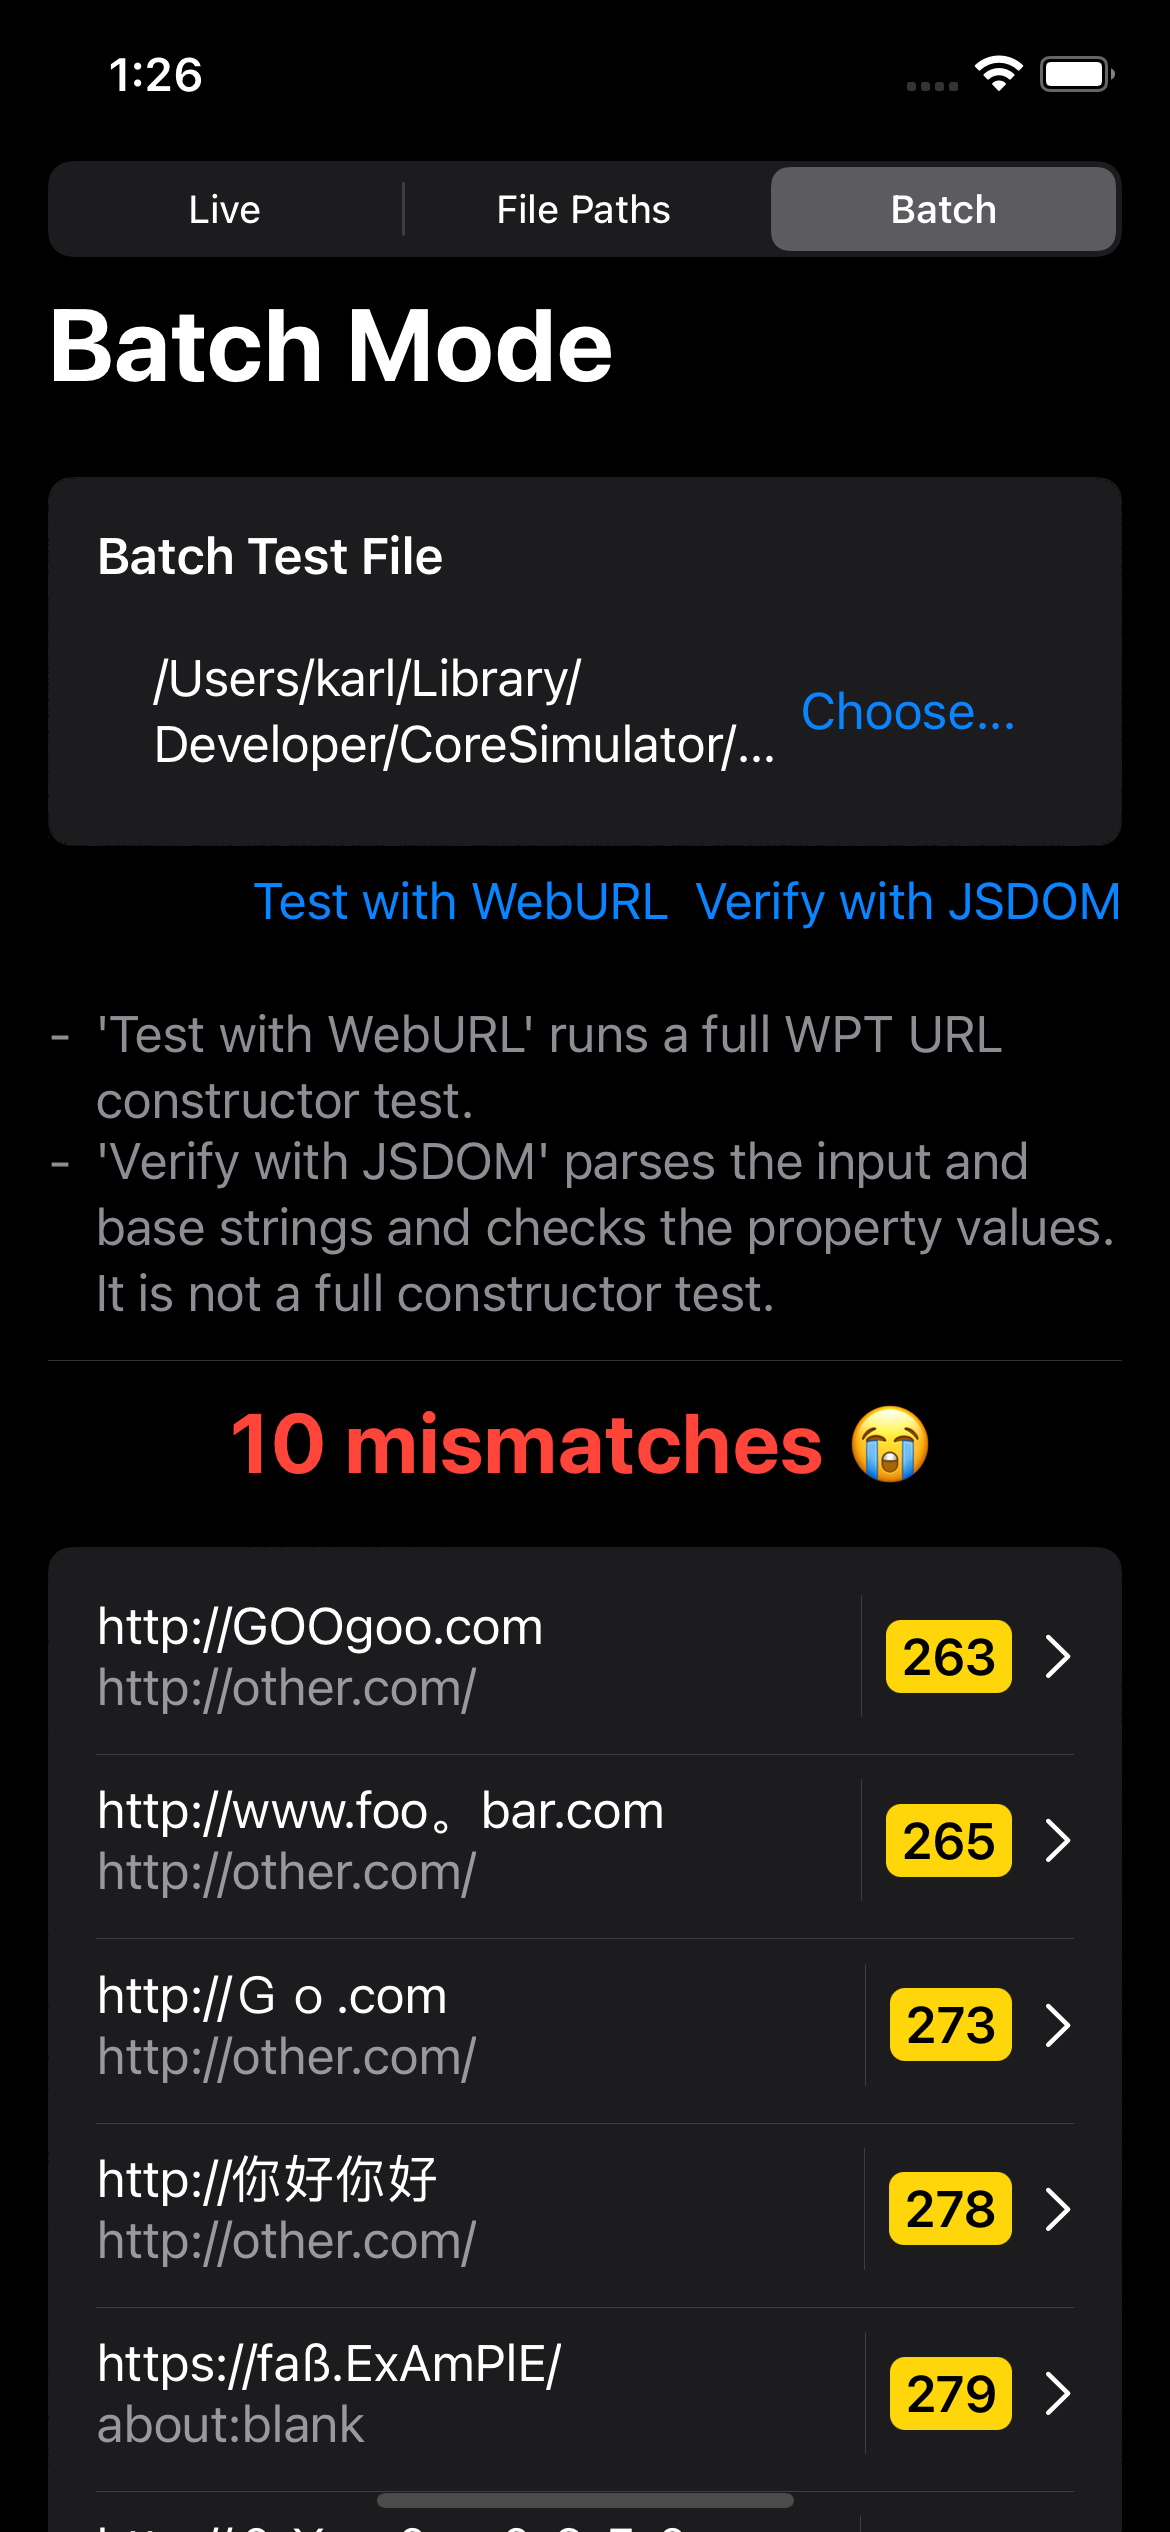 1:26
Live
File Paths
Batch
Batch Mode
Batch Test File
/Users/karl/Library/
Developer/CoreSimulator/...
Choose...
Test with WebURL Verify with JSDOM
- 'Test with WebURL' runs a full WPT URL
constructor test.
- 'Verify with JSDOM' parses the input and
base strings and checks the property values.
It is not a full constructor test.
10 mismatches 😭
http://GOOgoo.com
http://other.com/
263
http://www.foo。bar.com
http://other.com/
265
http://Ｇｏ.com
http://other.com/
273
http://你好你好
http://other.com/
278
https://faß.ExAmPlE/
about:blank
279